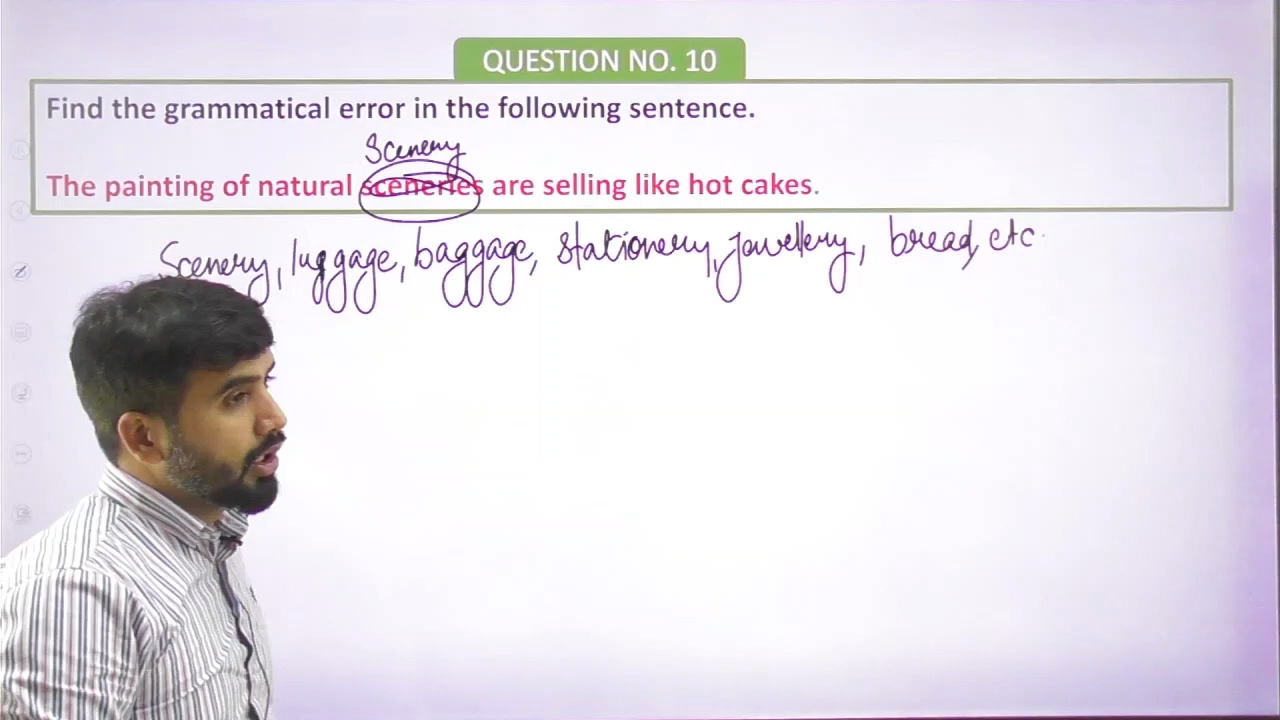 QUESTION NO. 10
Find the grammatical error in the following sentence.
Scenery
The painting of natural sceneries are selling like hot cakes.
Scenery, luggage, baggage, stationery, jewellery, bread, etc.